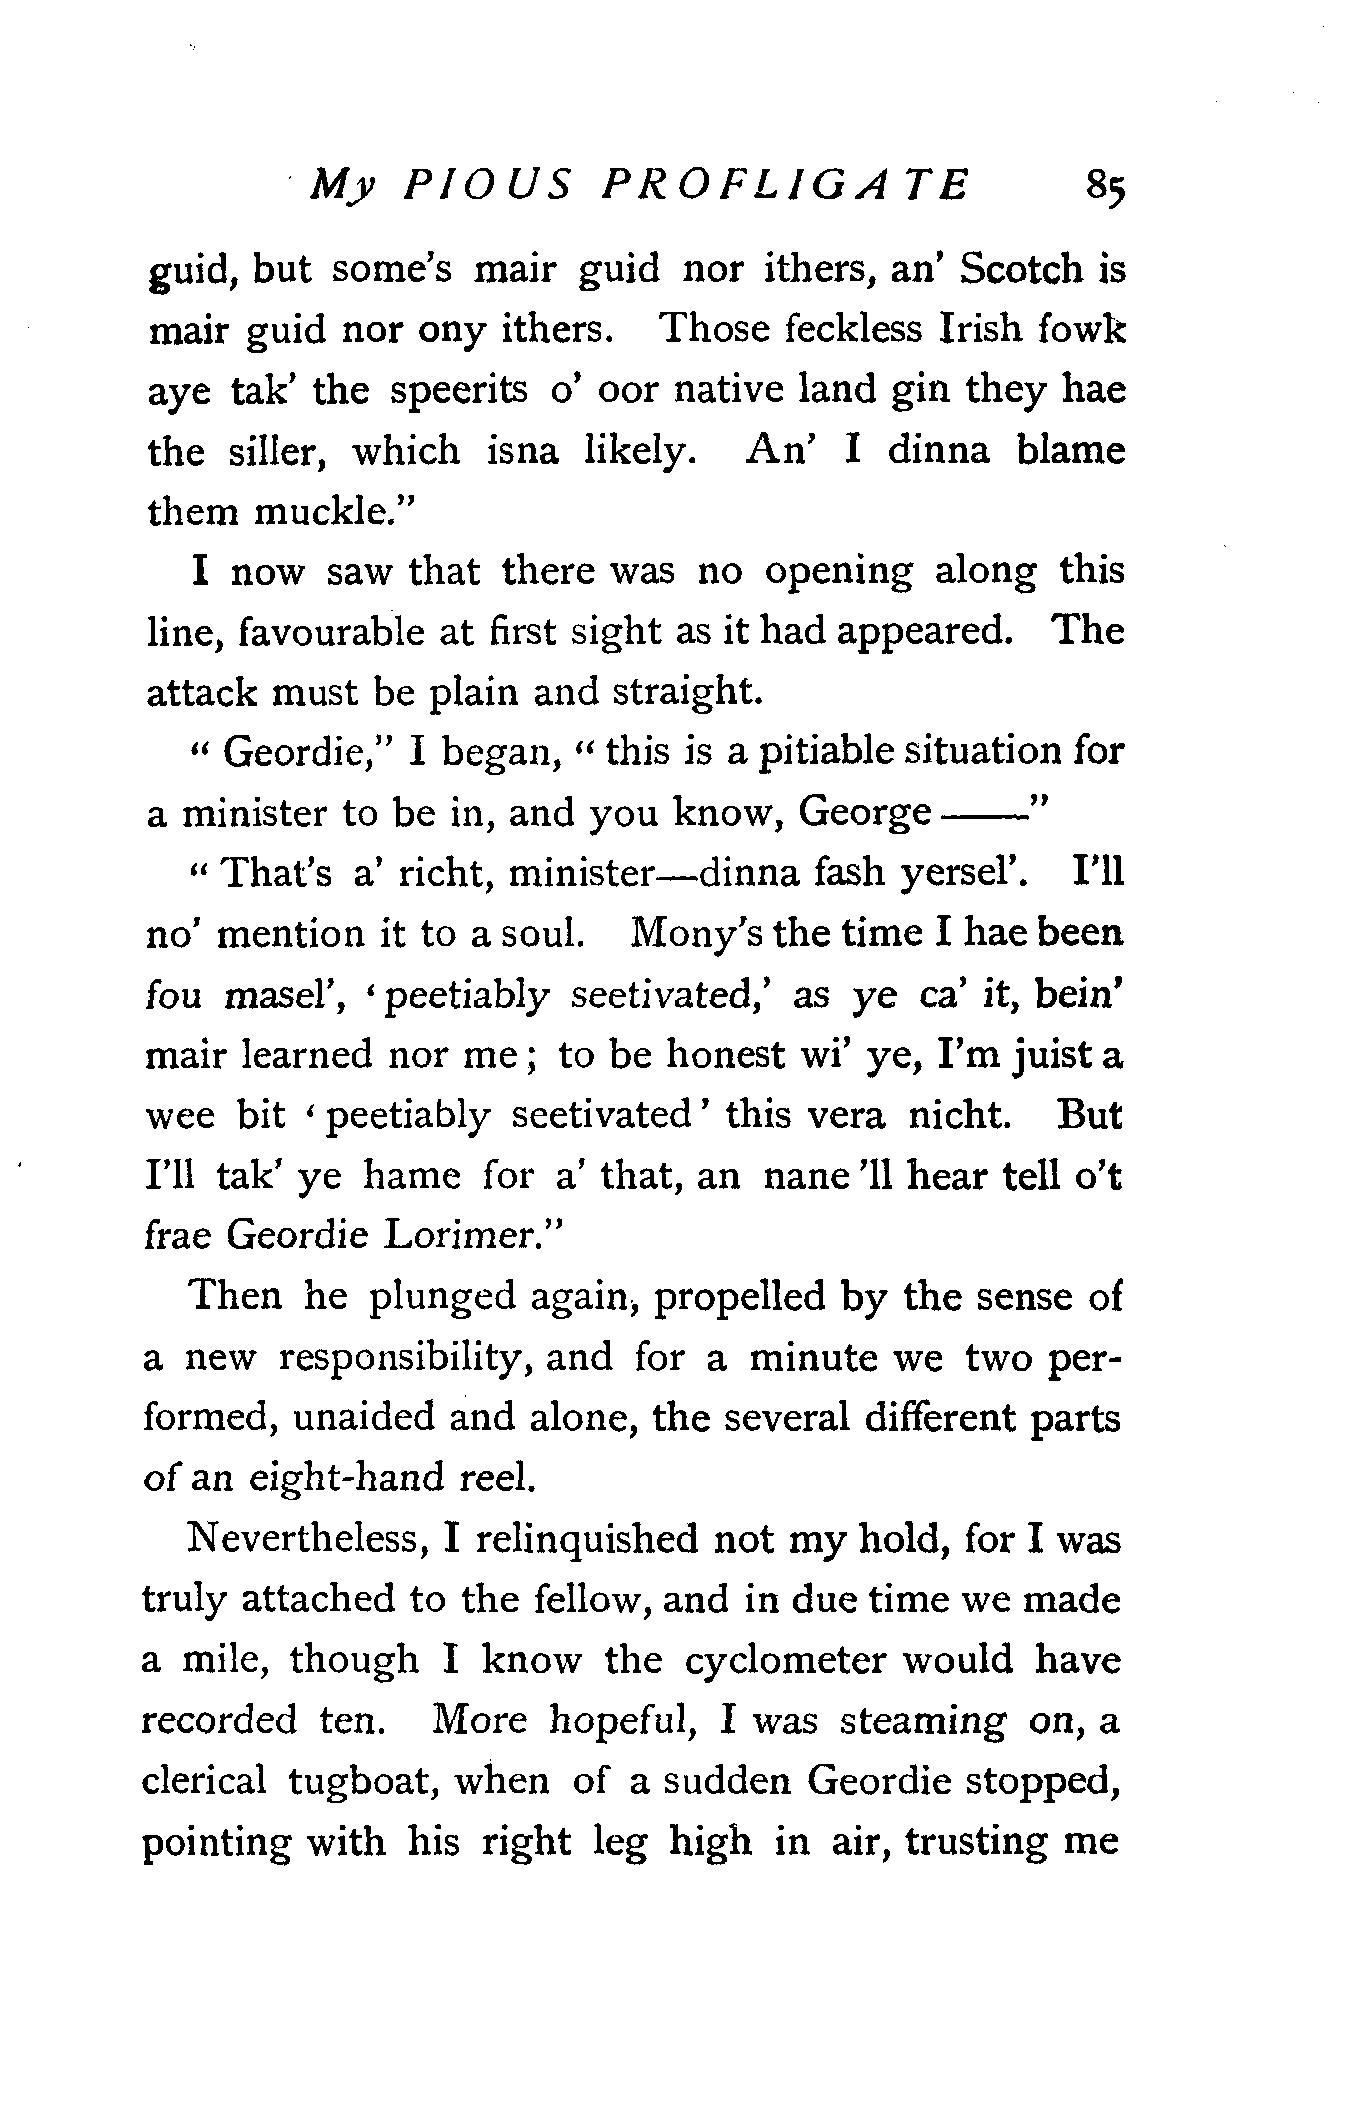 My PIOUS PROFLIGATE 85
guid, but some's mair guid nor ithers, an' Scotch is
mair guid nor ony ithers. Those feckless Irish fowk
aye tak' the speerits o' oor native land gin they hae
the siller, which isna likely. An' I dinna blame
them muckle."
I now saw that there was no opening along this
line, favourable at first sight as it had appeared. The
attack must be plain and straight.
" Geordie," I began, " this is a pitiable situation for
a minister to be in, and you know, George——"
" That's a' richt, minister—dinna fash yersel'. I'll
no' mention it to a soul. Mony's the time I hae been
fou masel', ' peetiably seetivated,' as ye ca' it, bein'
mair learned nor me ; to be honest wi' ye, I'm juist a
wee bit ' peetiably seetivated ' this vera nicht. But
I'll tak' ye hame for a' that, an nane 'll hear tell o't
frae Geordie Lorimer."
Then he plunged again, propelled by the sense of
a new responsibility, and for a minute we two per-
formed, unaided and alone, the several different parts
of an eight-hand reel.
Nevertheless, I relinquished not my hold, for I was
truly attached to the fellow, and in due time we made
a mile, though I know the cyclometer would have
recorded ten. More hopeful, I was steaming on, a
clerical tugboat, when of a sudden Geordie stopped,
pointing with his right leg high in air, trusting me